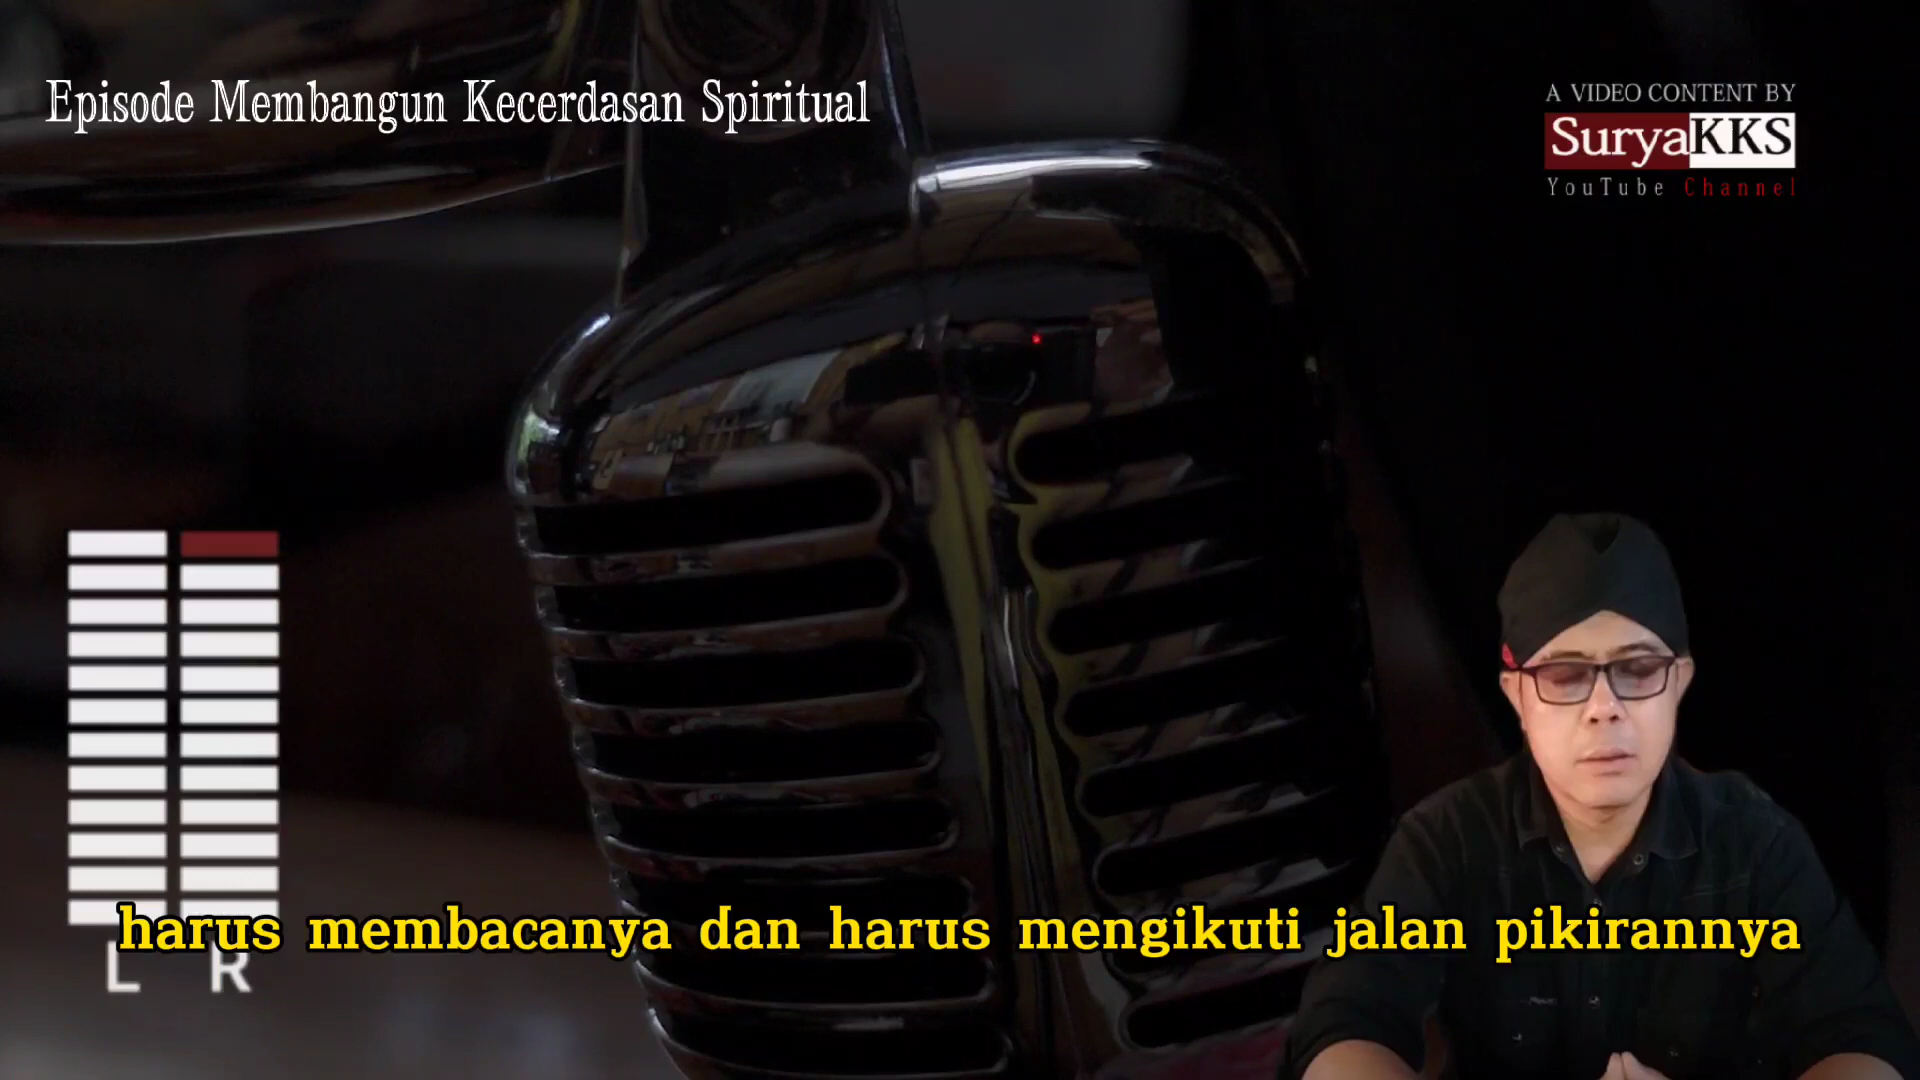 Episode Membangun Kecerdasan Spiritual
A VIDEO CONTENT BY
SuryaKKS
YouTube Channel
harus membacanya dan harus mengikuti jalan pikirannya
L R